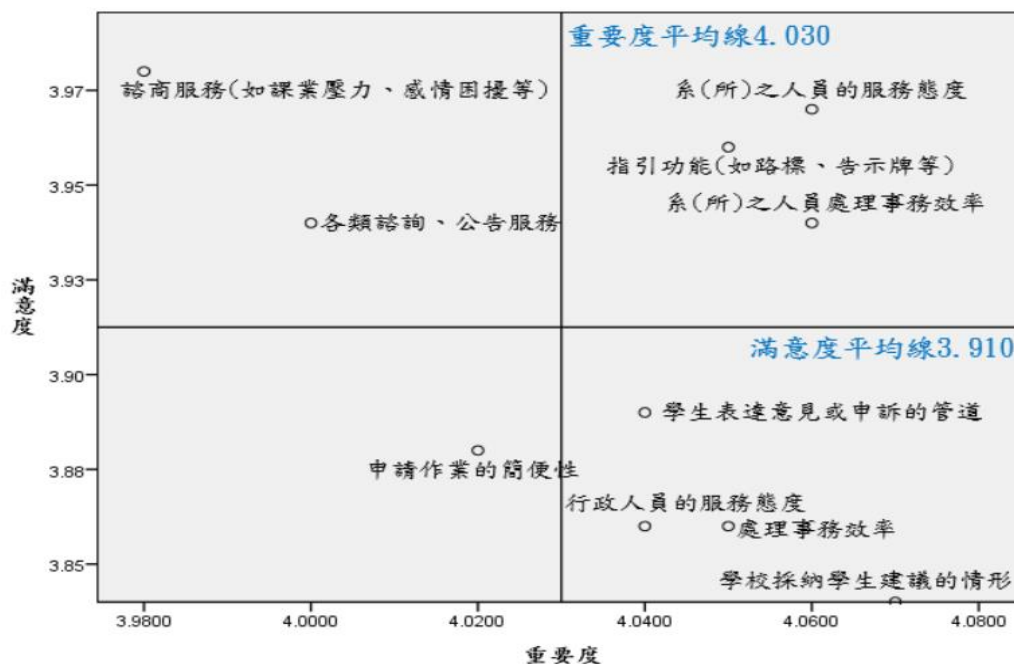 重要度平均線4.030
3.97
諮商服務(如課業壓力、感情困擾等)
系(所)之人員的服務態度
指引功能(如路標、告示牌等)
3.95
系(所)之人員處理事務效率
各類諮詢、公告服務
3.93
滿意度
滿意度平均線3.910
3.90
學生表達意見或申訴的管道
3.88
申請作業的簡便性
行政人員的服務態度
處理事務效率
3.85
學校採納學生建議的情形
3.9800
4.0000
4.0200
4.0400
4.0600
4.0800
重要度